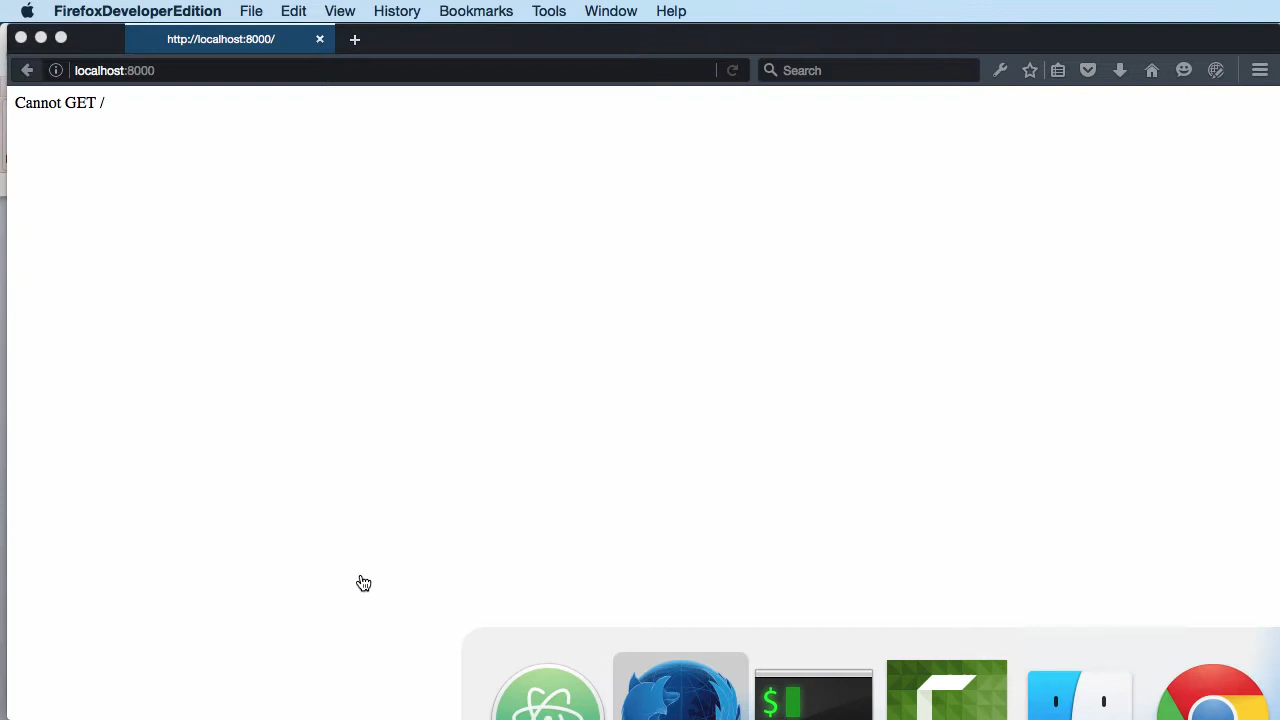 FirefoxDeveloperEdition File Edit View History Bookmarks Tools Window Help
http://localhost:8000/
localhost:8000 Search
Cannot GET /
$